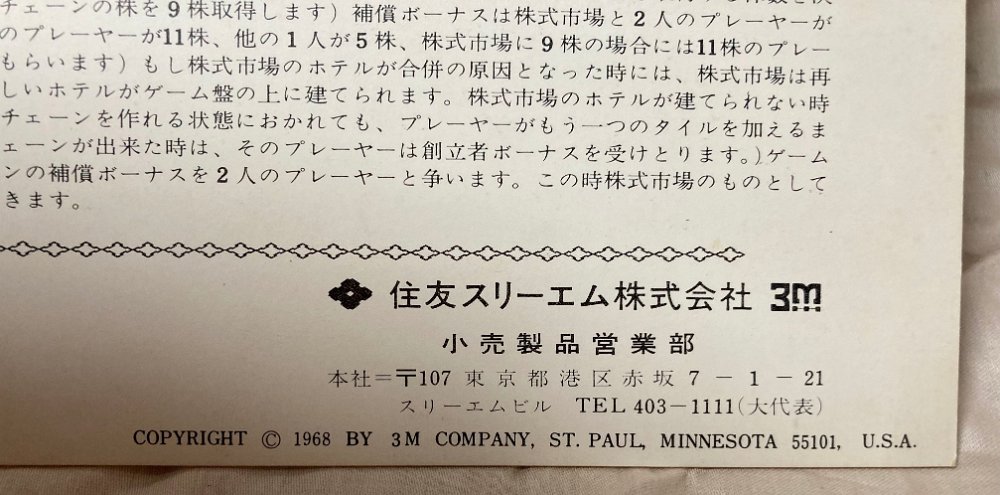 チェーンの株を9株取得します）補償ボーナスは株式市場と2人のプレーヤーが
のプレーヤーが11株、他の1人が5株、株式市場に9株の場合には11株のプレー
もらいます）もし株式市場のホテルが合併の原因となった時には、株式市場は再
しいホテルがゲーム盤の上に建てられます。株式市場のホテルが建てられない時
チェーンを作れる状態におかれても、プレーヤーがもう一つのタイルを加えるま
ェーンが出来た時は、そのプレーヤーは創立者ボーナスを受けとります。）ゲーム
ンの補償ボーナスを2人のプレーヤーと争います。この時株式市場のものとして
きます。
住友スリーエム株式会社 3M
小売製品営業部
本社＝〒107 東京都港区赤坂7－1－21
スリーエムビル TEL 403－1111（大代表）
COPYRIGHT © 1968 BY 3M COMPANY, ST. PAUL, MINNESOTA 55101, U.S.A.